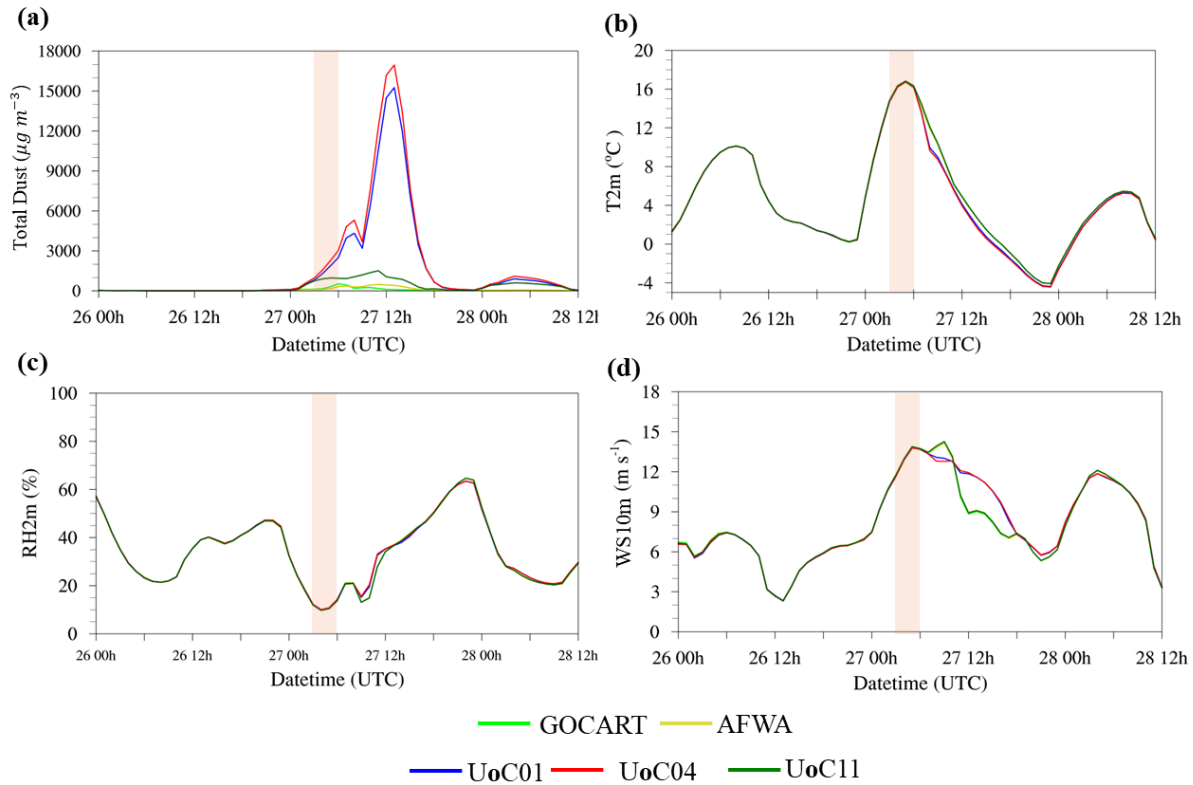 (a)
18000
15000
12000
9000
6000
3000
0
Total Dust (μg m⁻³)
26 00h 26 12h 27 00h 27 12h 28 00h 28 12h
Datetime (UTC)
(b)
20
16
12
8
4
0
-4
T2m (°C )
26 00h 26 12h 27 00h 27 12h 28 00h 28 12h
Datetime (UTC)
(c)
100
80
60
40
20
0
RH2m (%)
26 00h 26 12h 27 00h 27 12h 28 00h 28 12h
Datetime (UTC)
(d)
18
15
12
9
6
3
0
WS10m (m s⁻¹)
26 00h 26 12h 27 00h 27 12h 28 00h 28 12h
Datetime (UTC)
GOCART AFWA
UoC01 UoC04 UoC11